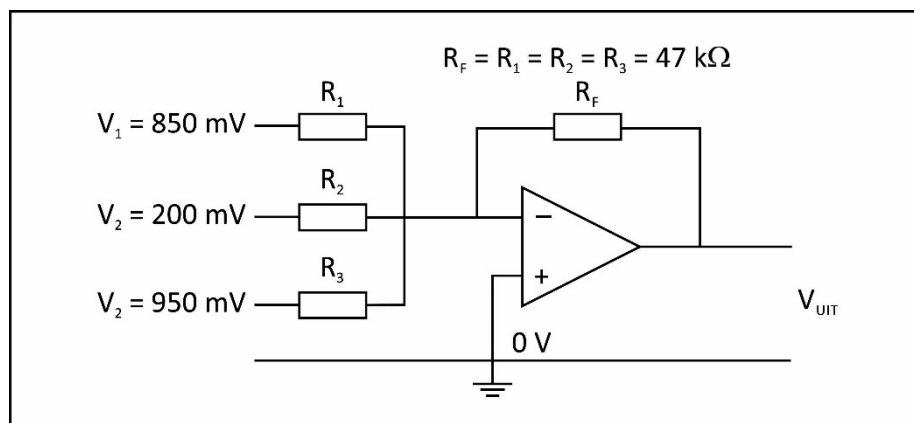 R_F = R_1 = R_2 = R_3 = 47 kΩ
R_1
R_F
V_1 = 850 mV
R_2
V_2 = 200 mV
−
R_3
+
V_2 = 950 mV
V_UIT
0 V